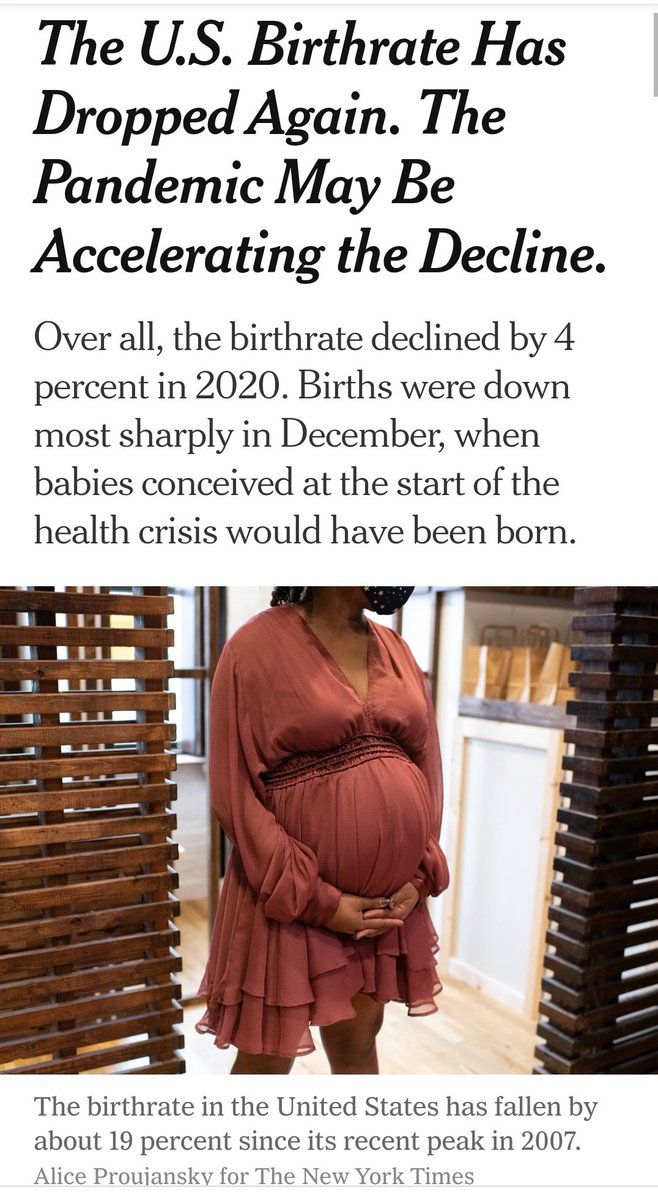 The U.S. Birthrate Has
Dropped Again. The
Pandemic May Be
Accelerating the Decline.
Over all, the birthrate declined by 4
percent in 2020. Births were down
most sharply in December, when
babies conceived at the start of the
health crisis would have been born.
The birthrate in the United States has fallen by
about 19 percent since its recent peak in 2007.
Alice Proujansky for The New York Times